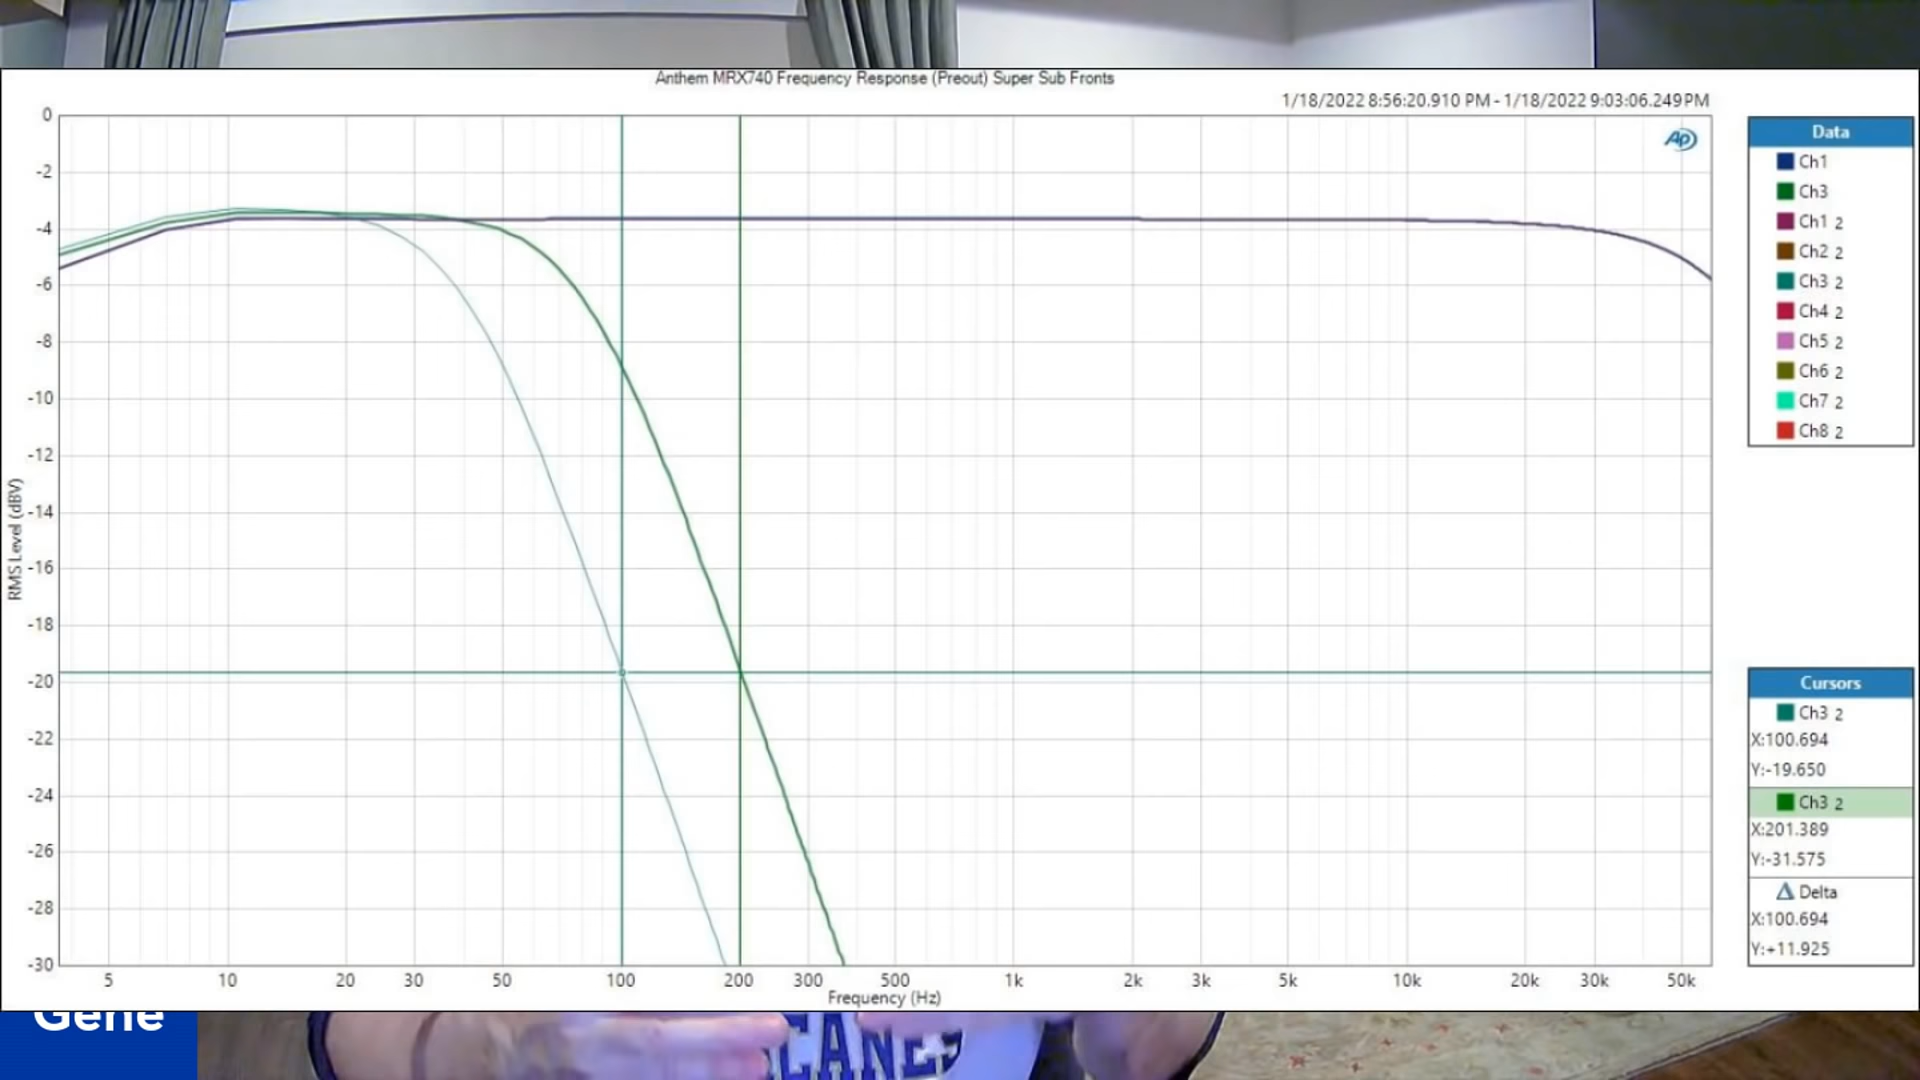 Anthem MRX740 Frequency Response (Preout) Super Sub Fronts
1/18/2022 8:56:20.910 PM - 1/18/2022 9:03:06.249 PM
AP
RMS Level (dBV)
0
-2
-4
-6
-8
-10
-12
-14
-16
-18
-20
-22
-24
-26
-28
-30
5 10 20 30 50 100 200 300 500 1k 2k 3k 5k 10k 20k 30k 50k
Frequency (Hz)
Data
Ch1
Ch3
Ch1 2
Ch2 2
Ch3 2
Ch4 2
Ch5 2
Ch6 2
Ch7 2
Ch8 2
Cursors
Ch3 2
X:100.694
Y:-19.650
Ch3 2
X:201.389
Y:-31.575
Delta
X:100.694
Y:+11.925
Gene
CANES